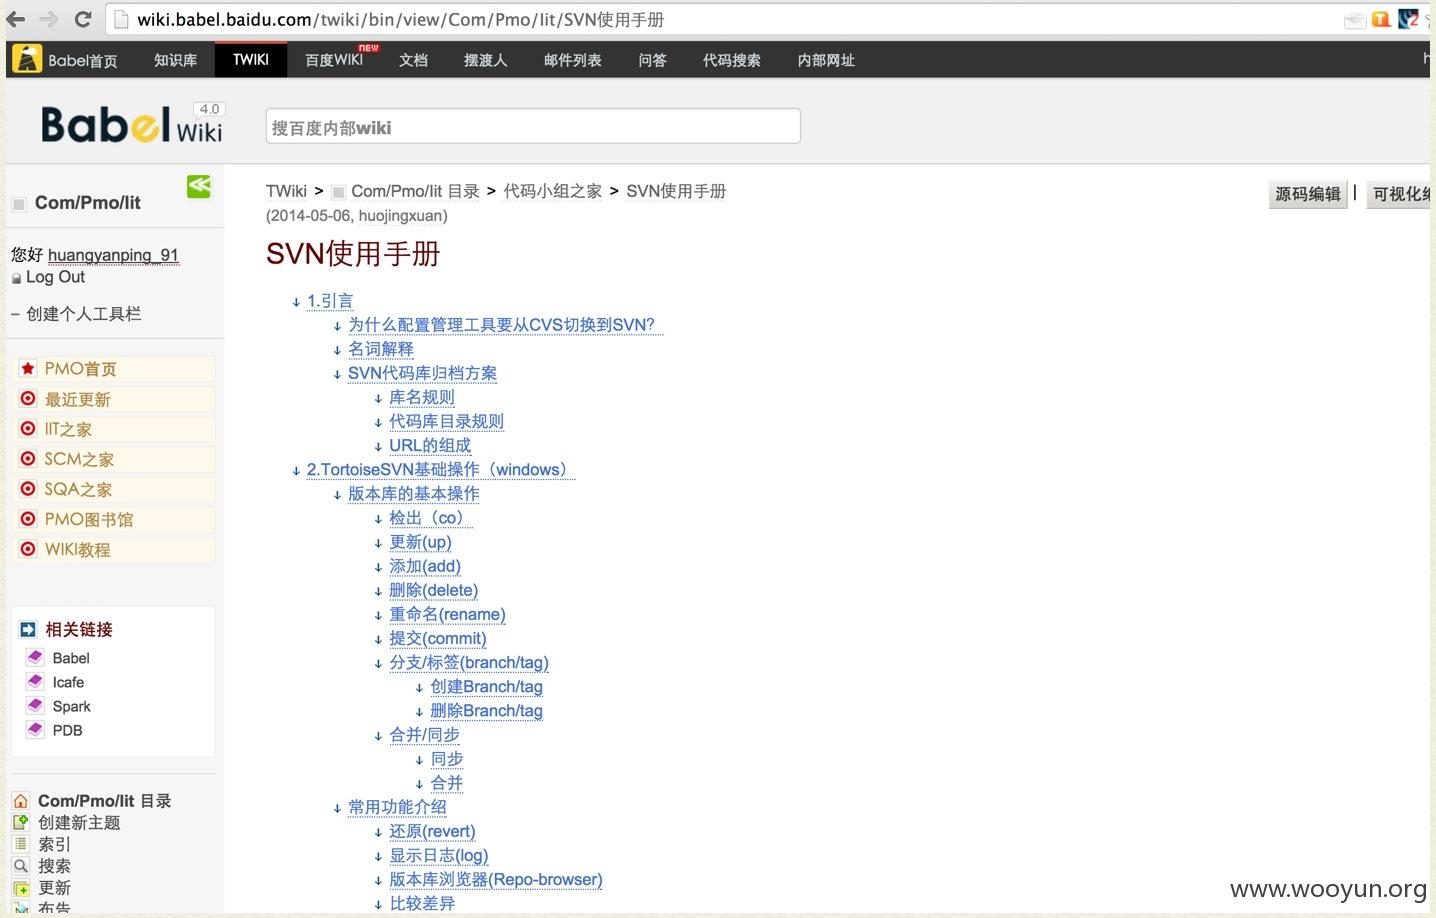 wiki.babel.baidu.com/twiki/bin/view/Com/Pmo/Iit/SVN使用手册
Babel首页 知识库 TWIKI 百度WIKI NEW 文档 摆渡人 邮件列表 问答 代码搜索 内部网址
Babel Wiki 4.0
搜百度内部wiki
Com/Pmo/Iit
您好 huangyanping_91
Log Out
– 创建个人工具栏
PMO首页
最近更新
IIT之家
SCM之家
SQA之家
PMO图书馆
WIKI教程
相关链接
Babel
Icafe
Spark
PDB
Com/Pmo/Iit 目录
创建新主题
索引
搜索
更新
布告
TWiki > Com/Pmo/Iit 目录 > 代码小组之家 > SVN使用手册
(2014-05-06, huojingxuan)
源码编辑 | 可视化
SVN使用手册
↓ 1.引言
↓ 为什么配置管理工具要从CVS切换到SVN？
↓ 名词解释
↓ SVN代码库归档方案
↓ 库名规则
↓ 代码库目录规则
↓ URL的组成
↓ 2.TortoiseSVN基础操作（windows）
↓ 版本库的基本操作
↓ 检出（co）
↓ 更新(up)
↓ 添加(add)
↓ 删除(delete)
↓ 重命名(rename)
↓ 提交(commit)
↓ 分支/标签(branch/tag)
↓ 创建Branch/tag
↓ 删除Branch/tag
↓ 合并/同步
↓ 同步
↓ 合并
↓ 常用功能介绍
↓ 还原(revert)
↓ 显示日志(log)
↓ 版本库浏览器(Repo-browser)
↓ 比较差异
www.wooyun.org